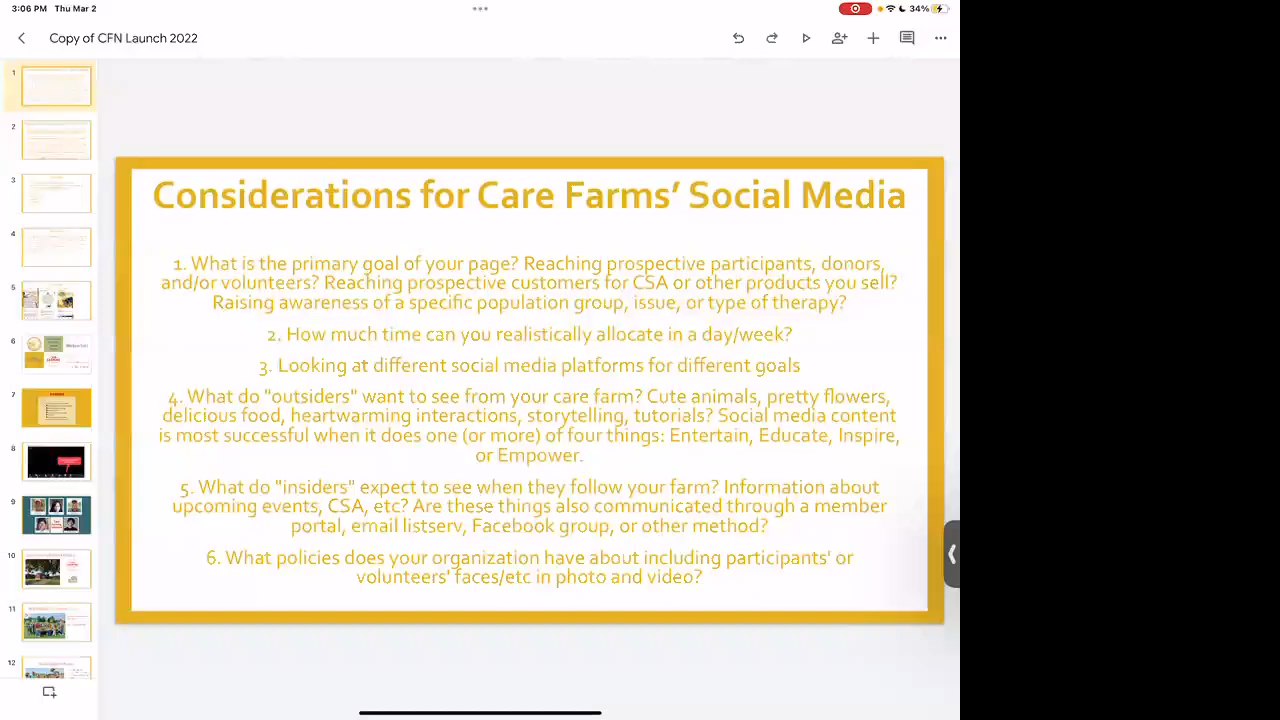 3:06 PM Thu Mar 2
34%
Copy of CFN Launch 2022
1
2
3
4
5
6
7
8
9
10
11
12
Considerations for Care Farms’ Social Media
1. What is the primary goal of your page? Reaching prospective participants, donors,
and/or volunteers? Reaching prospective customers for CSA or other products you sell?
Raising awareness of a specific population group, issue, or type of therapy?
2. How much time can you realistically allocate in a day/week?
3. Looking at different social media platforms for different goals
4. What do "outsiders" want to see from your care farm? Cute animals, pretty flowers,
delicious food, heartwarming interactions, storytelling, tutorials? Social media content
is most successful when it does one (or more) of four things: Entertain, Educate, Inspire,
or Empower.
5. What do "insiders" expect to see when they follow your farm? Information about
upcoming events, CSA, etc? Are these things also communicated through a member
portal, email listserv, Facebook group, or other method?
6. What policies does your organization have about including participants' or
volunteers' faces/etc in photo and video?